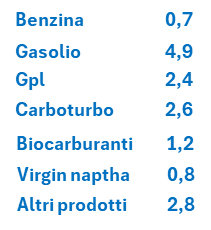 Benzina 0,7
Gasolio 4,9
Gpl 2,4
Carboturbo 2,6
Biocarburanti 1,2
Virgin naptha 0,8
Altri prodotti 2,8